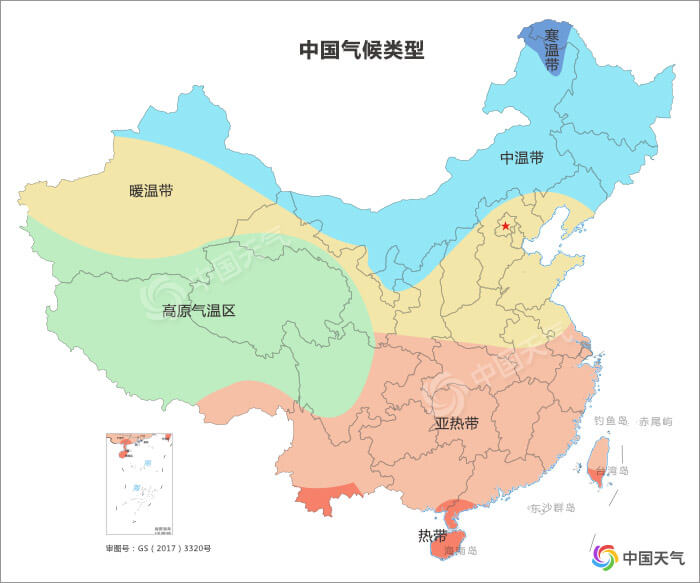 中国气候类型
寒温带
中温带
暖温带
中国天气
高原气温区
中国天气
亚热带
钓鱼岛
赤尾屿
台湾岛
东沙群岛
热带
海南岛
南海
审图号：GS（2017）3320号
中国天气